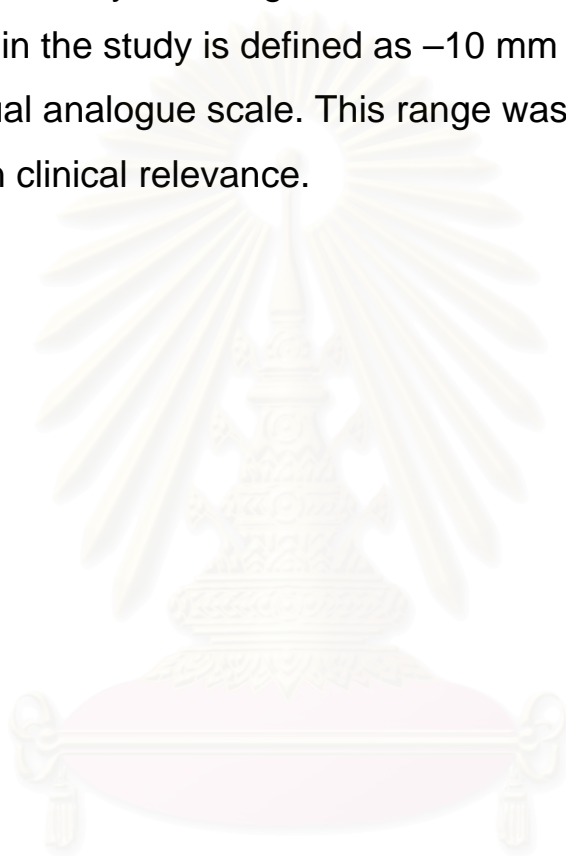 in the study is defined as –10 mm
ual analogue scale. This range was
n clinical relevance.